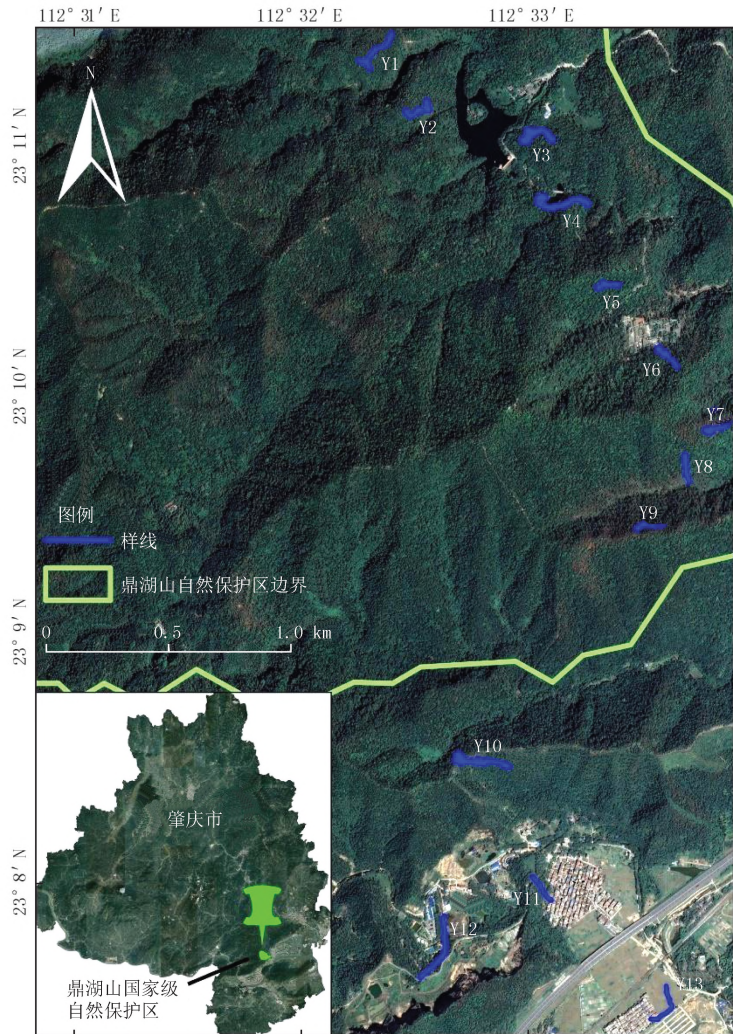 112° 31′ E
112° 32′ E
112° 33′ E
N
23° 11′ N
23° 10′ N
23° 9′ N
23° 8′ N
Y1
Y2
Y3
Y4
Y5
Y6
Y7
Y8
Y9
图例
样线
鼎湖山自然保护区边界
0 0.5 1.0 km
Y10
Y11
Y12
Y13
肇庆市
鼎湖山国家级
自然保护区